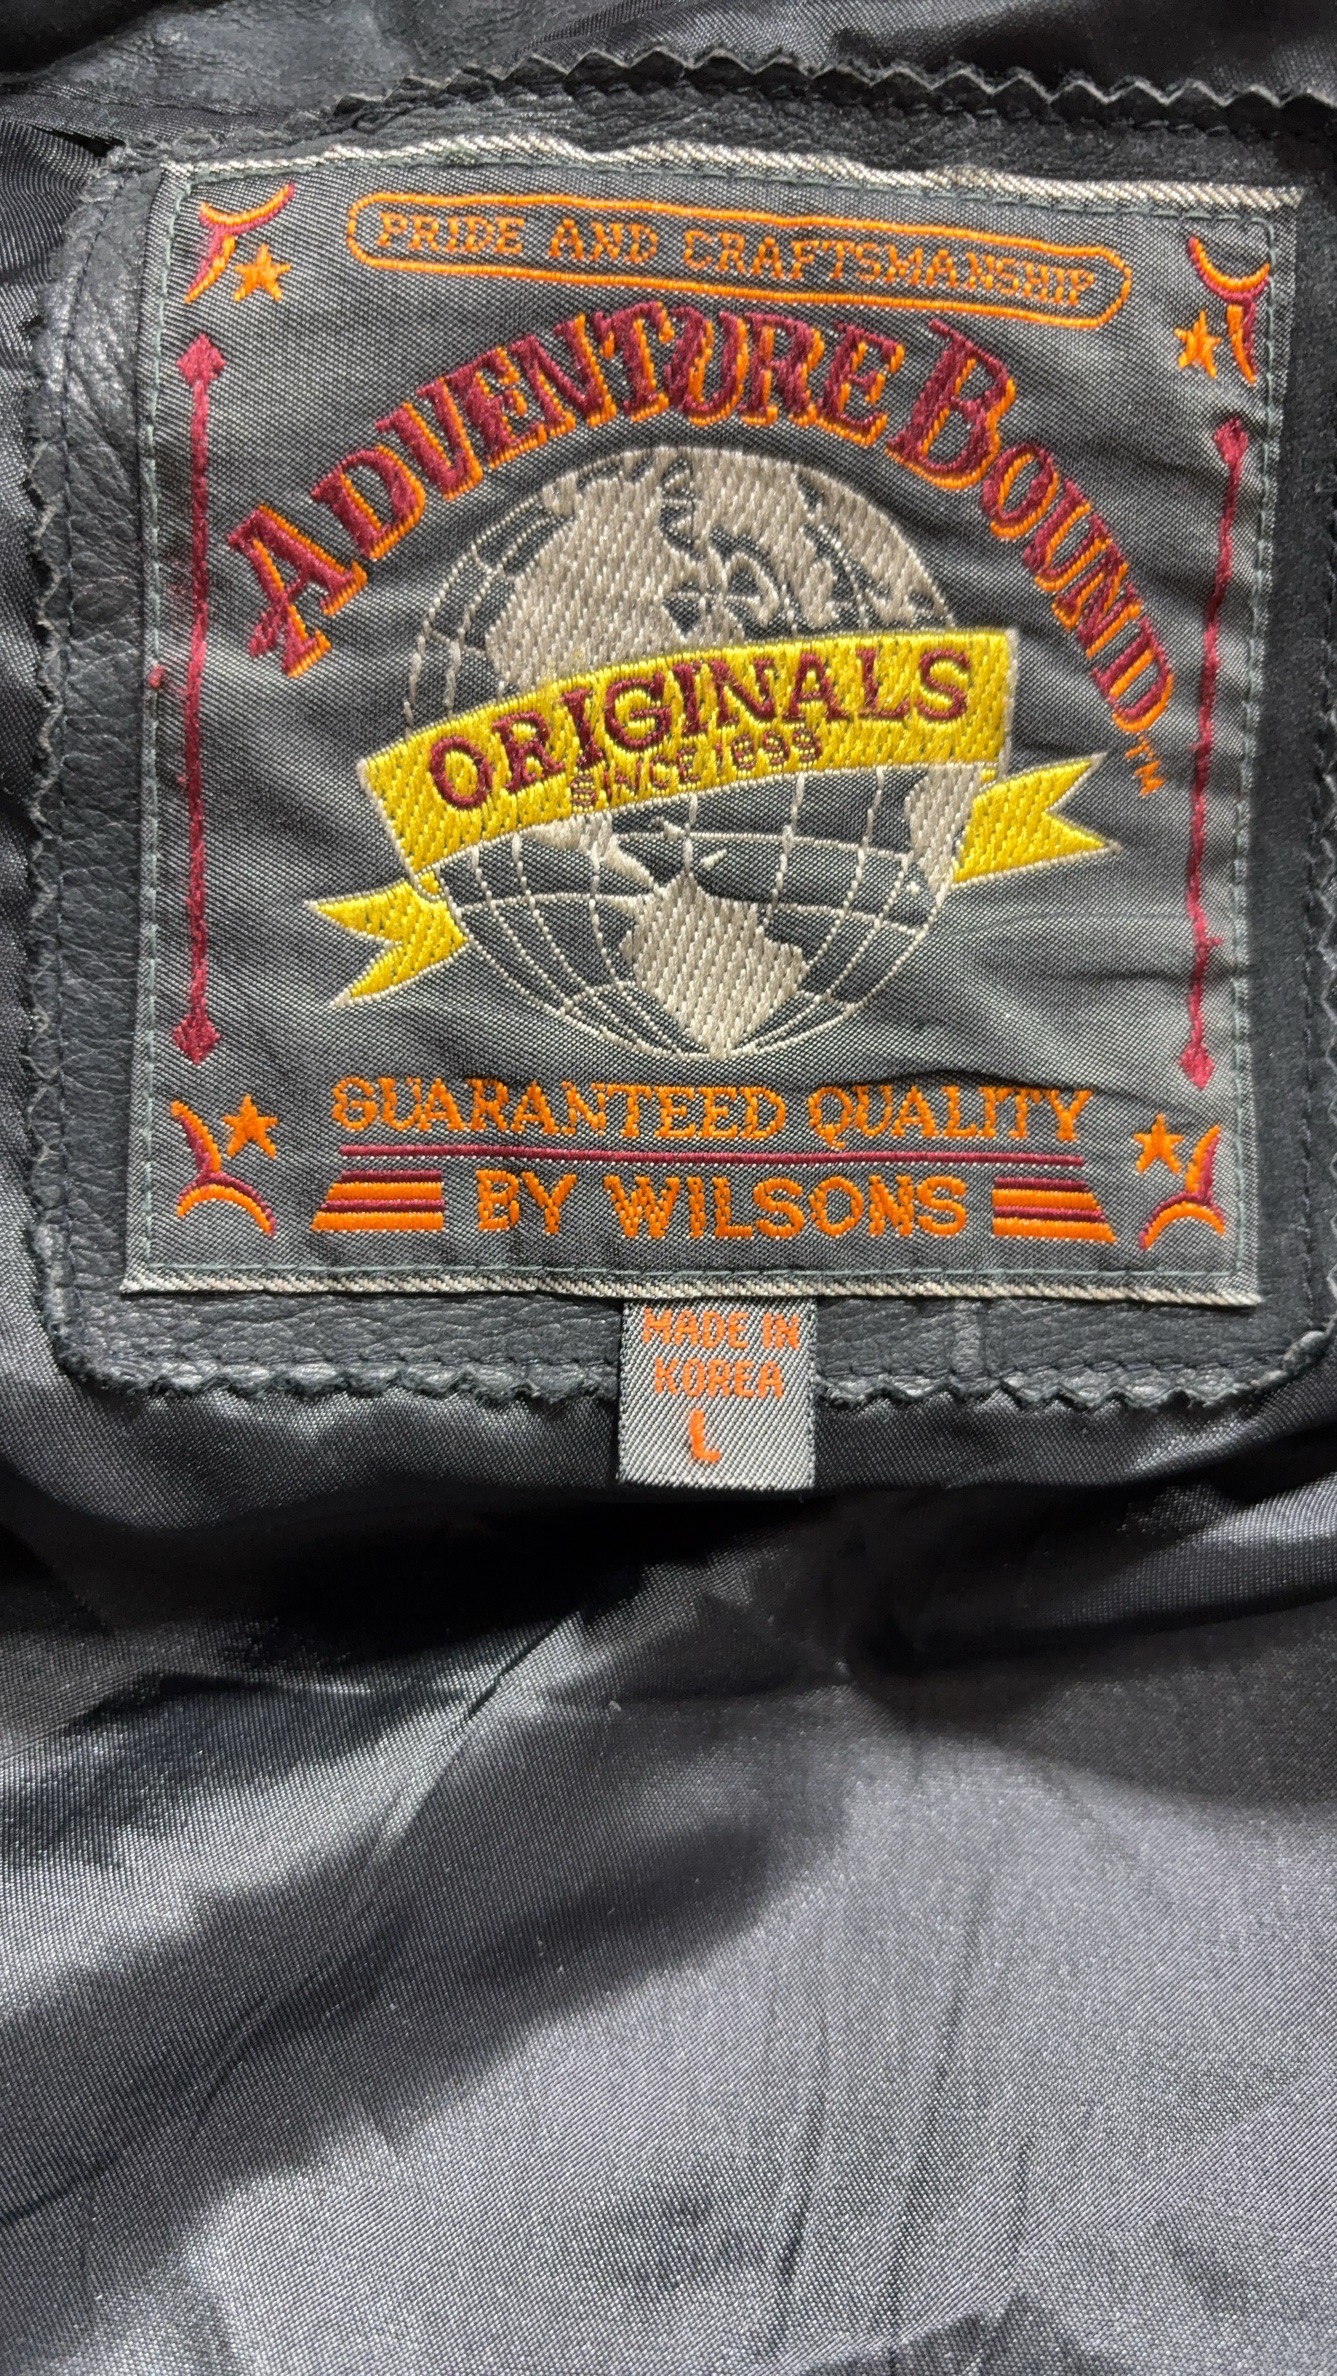 PRIDE AND CRAFTSMANSHIP
ADVENTURE BOUND™
ORIGINALS
SINCE 1899
GUARANTEED QUALITY
BY WILSONS
MADE IN
KOREA
L